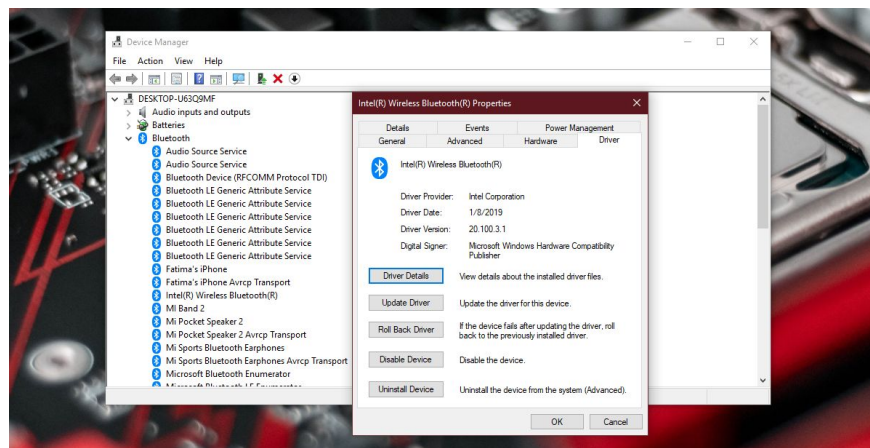 Device Manager
File Action View Help
DESKTOP-U63Q9MF
Audio inputs and outputs
Batteries
Bluetooth
Audio Source Service
Audio Source Service
Bluetooth Device (RFCOMM Protocol TDI)
Bluetooth LE Generic Attribute Service
Bluetooth LE Generic Attribute Service
Bluetooth LE Generic Attribute Service
Bluetooth LE Generic Attribute Service
Bluetooth LE Generic Attribute Service
Bluetooth LE Generic Attribute Service
Fatima's iPhone
Fatima's iPhone Avrcp Transport
Intel(R) Wireless Bluetooth(R)
MI Band 2
Mi Pocket Speaker 2
Mi Pocket Speaker 2 Avrcp Transport
Mi Sports Bluetooth Earphones
Mi Sports Bluetooth Earphones Avrcp Transport
Microsoft Bluetooth Enumerator
Microsoft Bluetooth LE Enumerator
Intel(R) Wireless Bluetooth(R) Properties
Details Events Power Management
General Advanced Hardware Driver
Intel(R) Wireless Bluetooth(R)
Driver Provider: Intel Corporation
Driver Date: 1/8/2019
Driver Version: 20.100.3.1
Digital Signer: Microsoft Windows Hardware Compatibility
Publisher
Driver Details View details about the installed driver files.
Update Driver Update the driver for this device.
Roll Back Driver If the device fails after updating the driver, roll
back to the previously installed driver.
Disable Device Disable the device.
Uninstall Device Uninstall the device from the system (Advanced).
OK Cancel